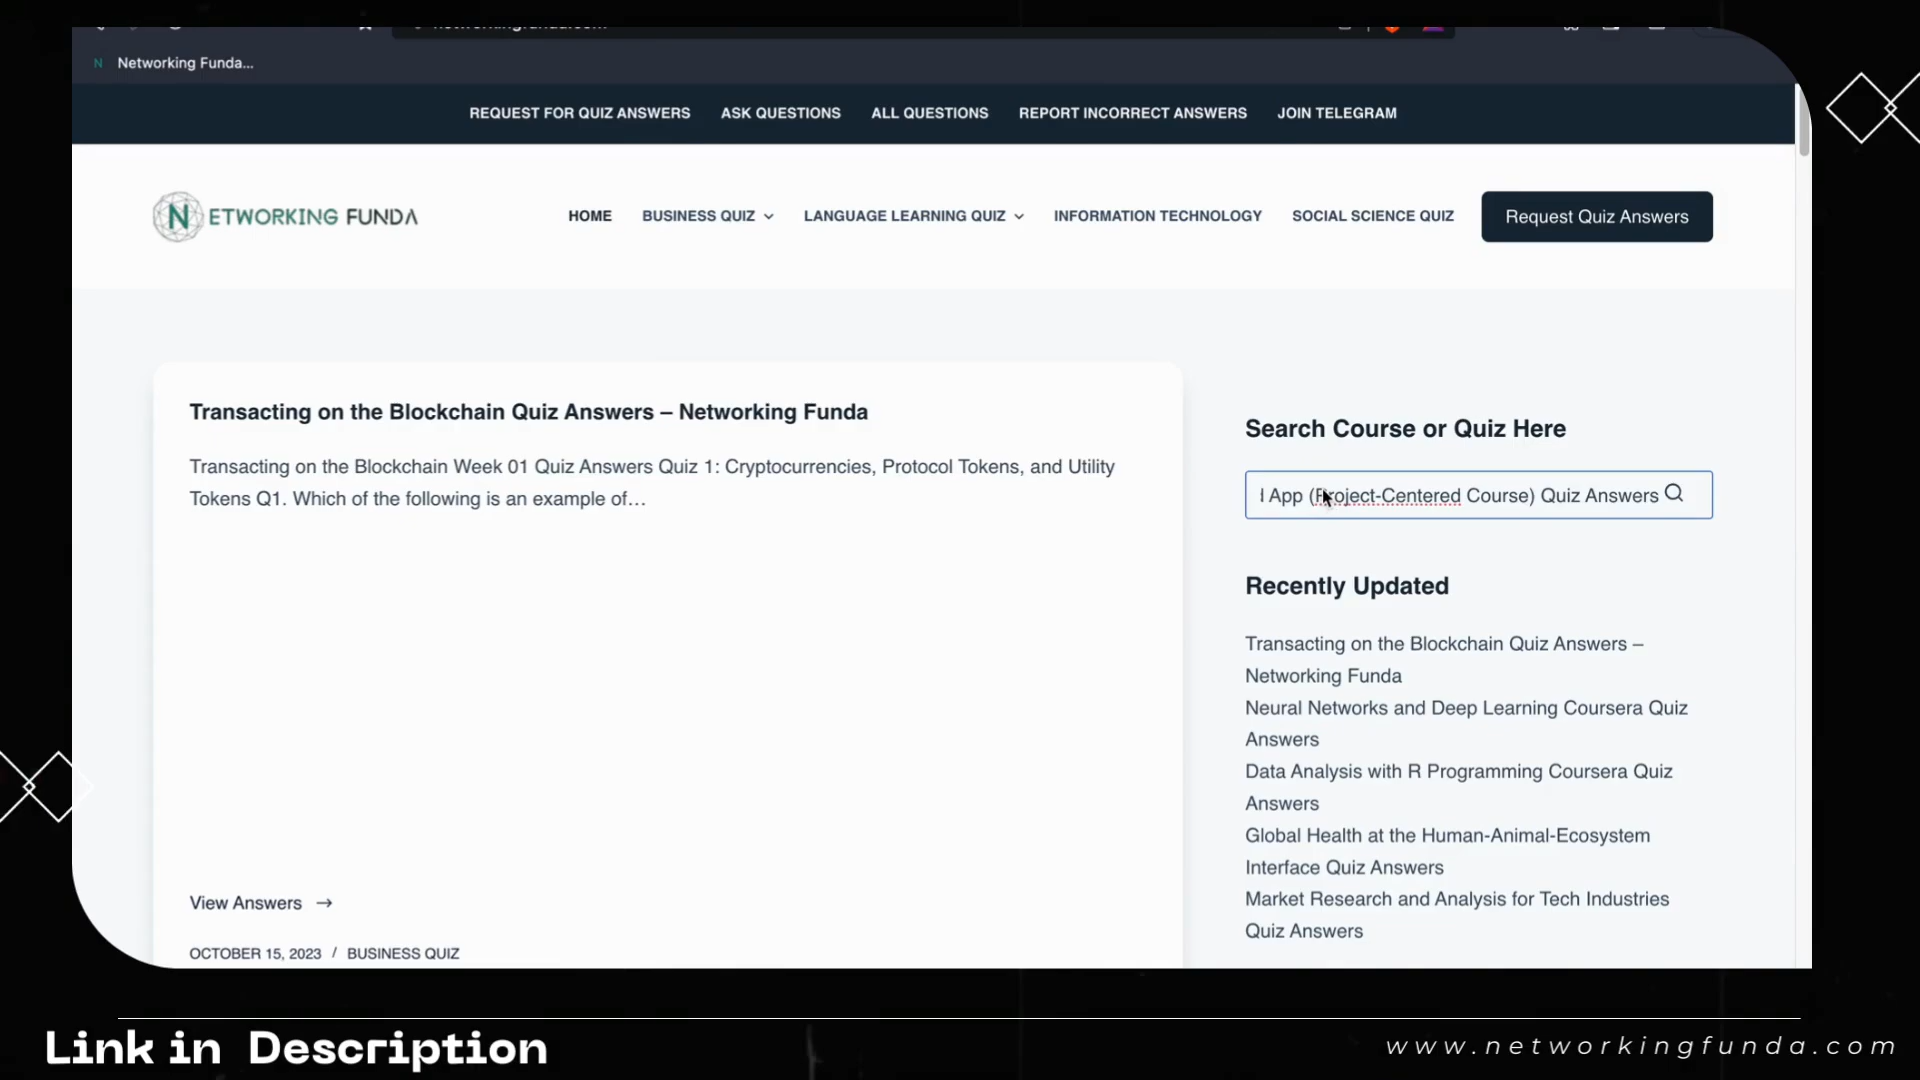 Networking Funda...
REQUEST FOR QUIZ ANSWERS ASK QUESTIONS ALL QUESTIONS REPORT INCORRECT ANSWERS JOIN TELEGRAM
NETWORKING FUNDA
HOME BUSINESS QUIZ LANGUAGE LEARNING QUIZ INFORMATION TECHNOLOGY SOCIAL SCIENCE QUIZ Request Quiz Answers
Transacting on the Blockchain Quiz Answers – Networking Funda
Transacting on the Blockchain Week 01 Quiz Answers Quiz 1: Cryptocurrencies, Protocol Tokens, and Utility
Tokens Q1. Which of the following is an example of…
View Answers →
OCTOBER 15, 2023 / BUSINESS QUIZ
Search Course or Quiz Here
App (Project-Centered Course) Quiz Answers
Recently Updated
Transacting on the Blockchain Quiz Answers –
Networking Funda
Neural Networks and Deep Learning Coursera Quiz
Answers
Data Analysis with R Programming Coursera Quiz
Answers
Global Health at the Human-Animal-Ecosystem
Interface Quiz Answers
Market Research and Analysis for Tech Industries
Quiz Answers
Link in Description
www.networkingfunda.com